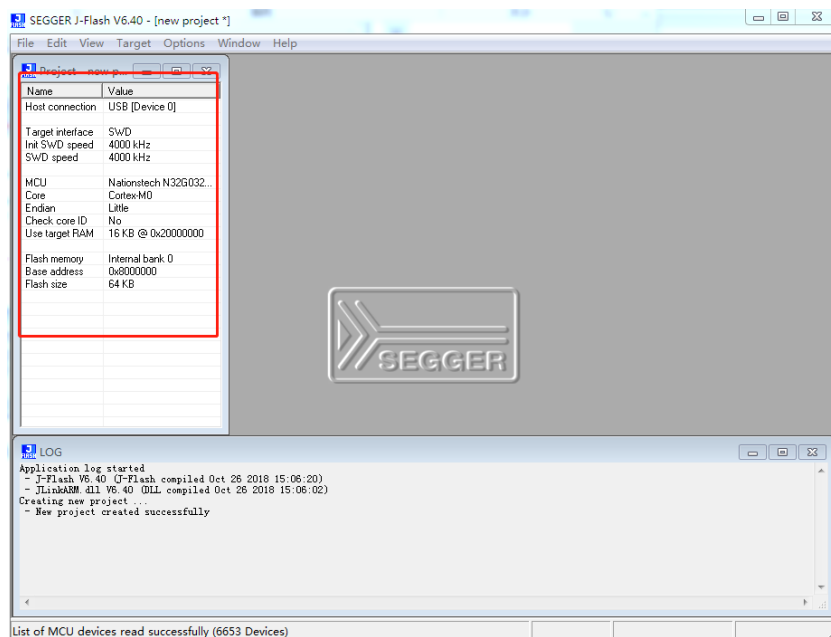 SEGGER J-Flash V6.40 - [new project *]
File Edit View Target Options Window Help
Project - new p...
Name Value
Host connection USB [Device 0]
Target interface SWD
Init SWD speed 4000 kHz
SWD speed 4000 kHz
MCU Nationstech N32G032...
Core Cortex-M0
Endian Little
Check core ID No
Use target RAM 16 KB @ 0x20000000
Flash memory Internal bank 0
Base address 0x8000000
Flash size 64 KB
SEGGER
LOG
Application log started
- J-Flash V6.40 (J-Flash compiled Oct 26 2018 15:06:20)
- JLinkARM.dll V6.40 (DLL compiled Oct 26 2018 15:06:02)
Creating new project ...
- New project created successfully
List of MCU devices read successfully (6653 Devices)